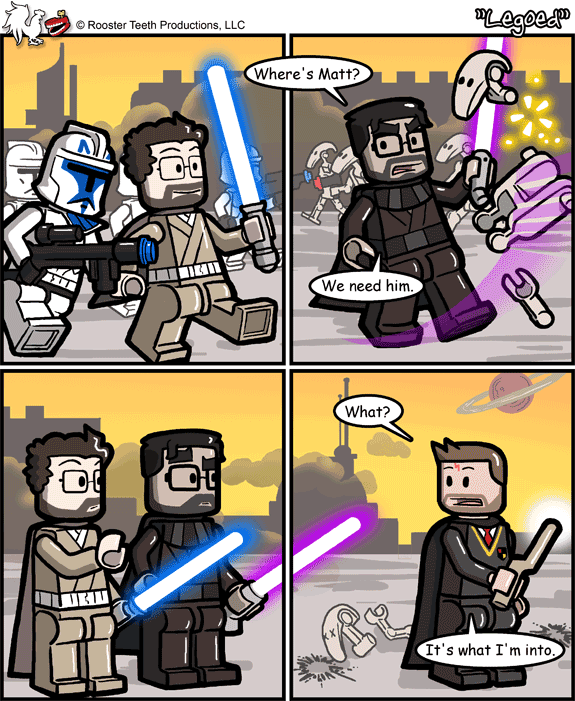 © Rooster Teeth Productions, LLC
"Legoed"
Where's Matt?
We need him.
What?
It's what I'm into.